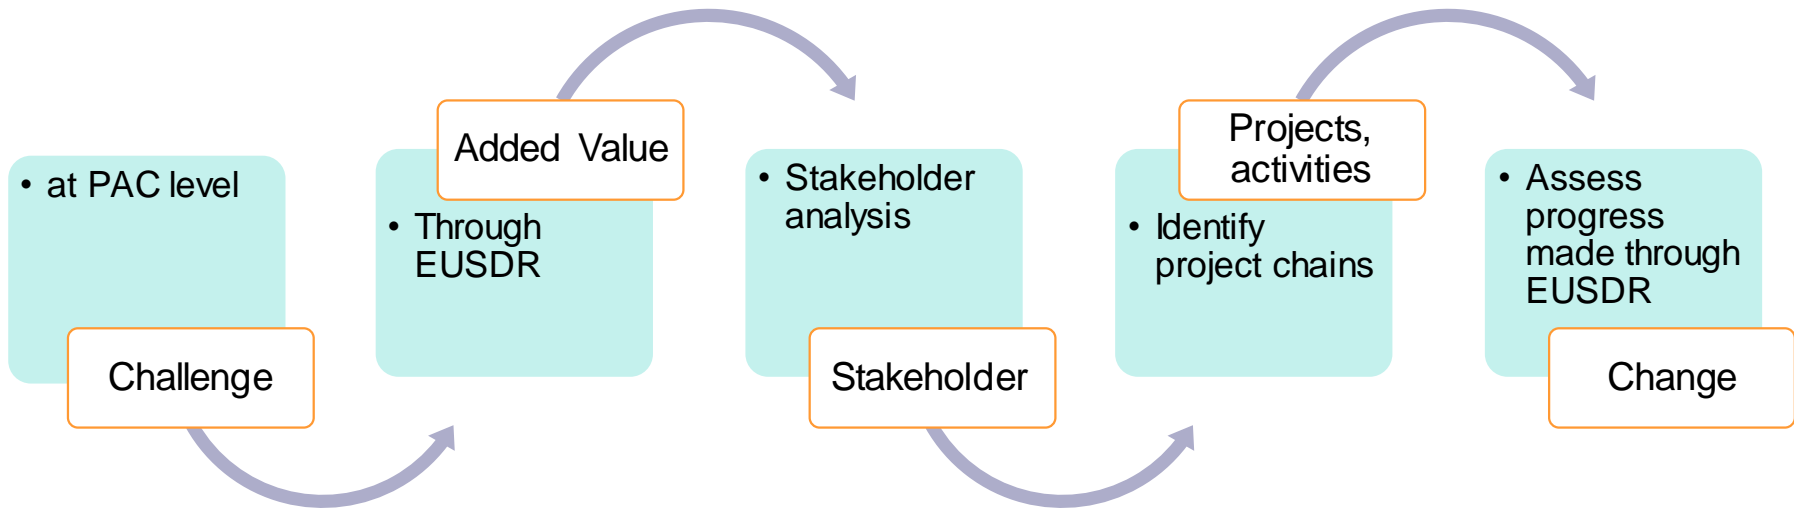 • at PAC level
Challenge
Added Value
• Through
EUSDR
• Stakeholder
analysis
Stakeholder
Projects,
activities
• Identify
project chains
• Assess
progress
made through
EUSDR
Change